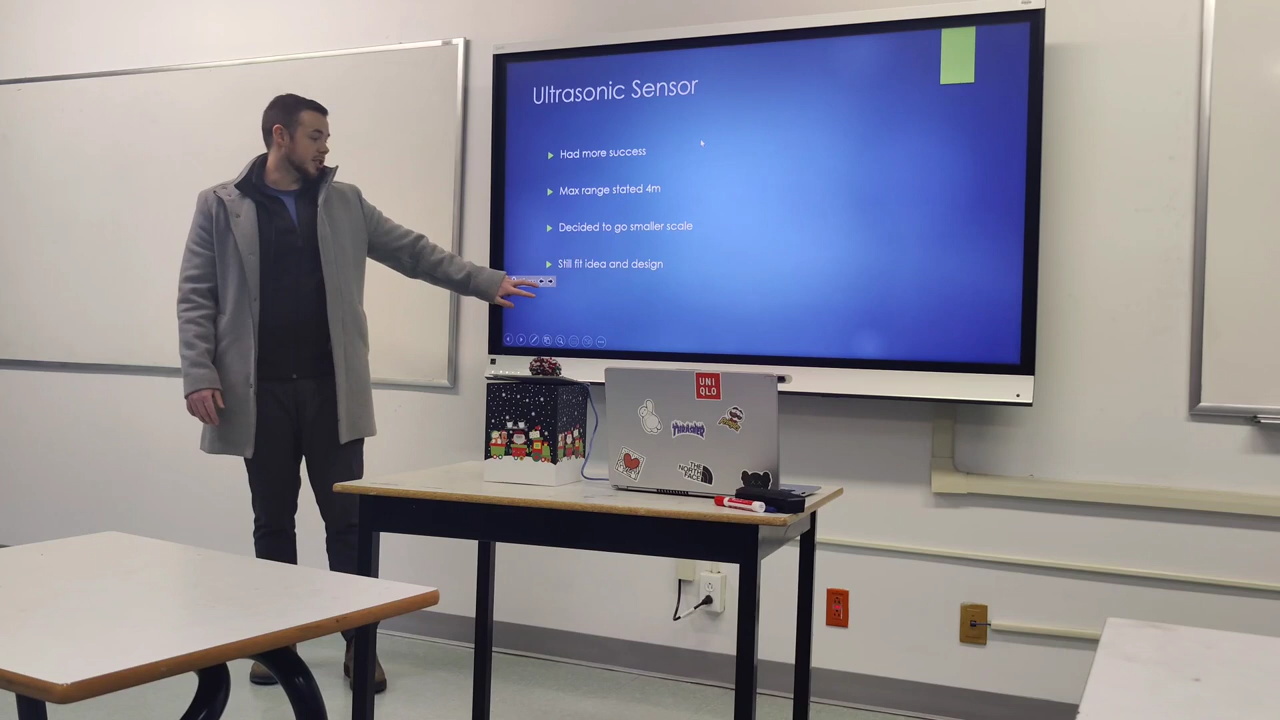 Ultrasonic Sensor
Had more success
Max range stated 4m
Decided to go smaller scale
Still fit idea and design
UNI
QLO
THRASHER
THE
NORTH
FACE